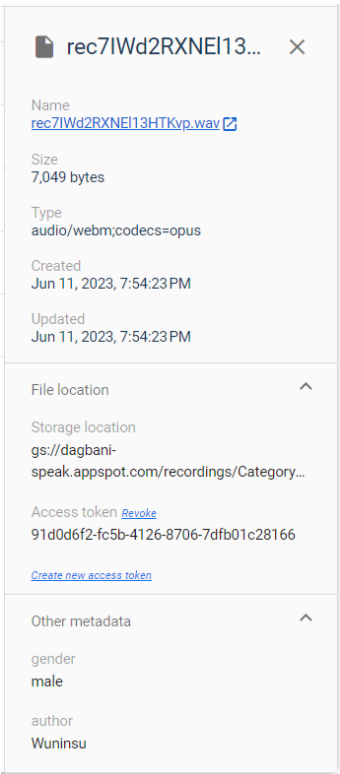 rec7IWd2RXNEl13...
Name
rec7IWd2RXNEl13HTKvp.wav
Size
7,049 bytes
Type
audio/webm;codecs=opus
Created
Jun 11, 2023, 7:54:23 PM
Updated
Jun 11, 2023, 7:54:23 PM
File location
Storage location
gs://dagbani-
speak.appspot.com/recordings/Category...
Access token Revoke
91d0d6f2-fc5b-4126-8706-7dfb01c28166
Create new access token
Other metadata
gender
male
author
Wuninsu